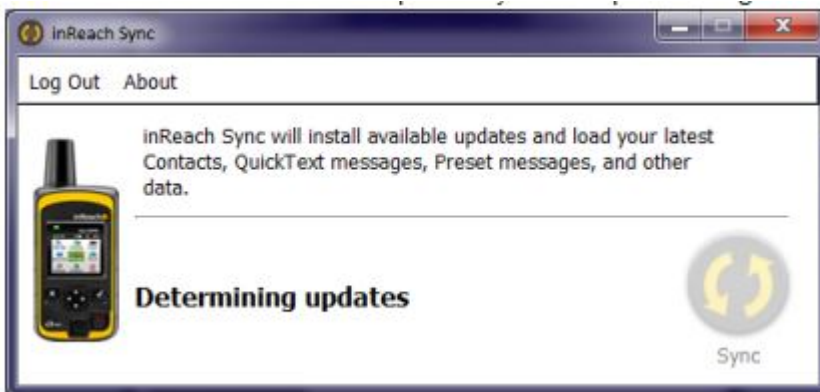 inReach Sync
Log Out About
inReach Sync will install available updates and load your latest
Contacts, QuickText messages, Preset messages, and other
data.
Determining updates
Sync